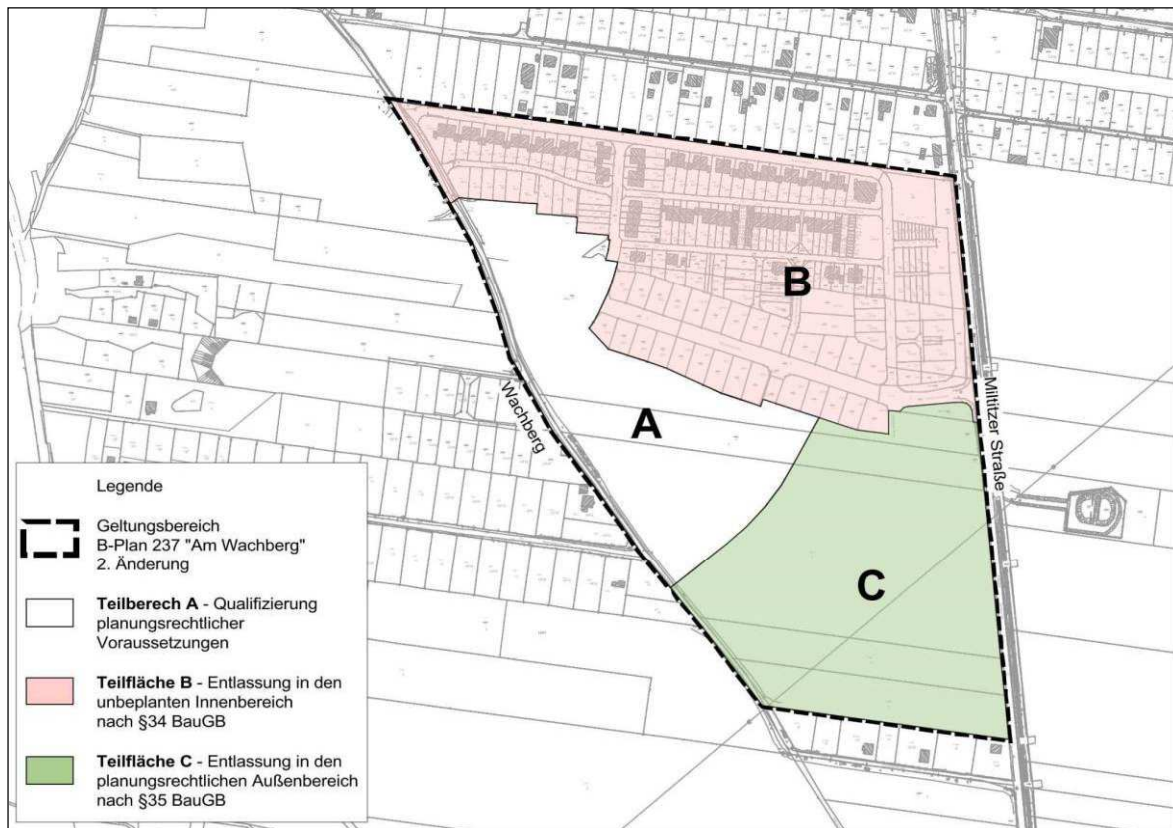 B
A
C
Wachberg
Miltitzer Straße
Legende
Geltungsbereich
B-Plan 237 "Am Wachberg"
2. Änderung
Teilberech A - Qualifizierung
planungsrechtlicher
Voraussetzungen
Teilfläche B - Entlassung in den
unbeplanten Innenbereich
nach §34 BauGB
Teilfläche C - Entlassung in den
planungsrechtlichen Außenbereich
nach §35 BauGB